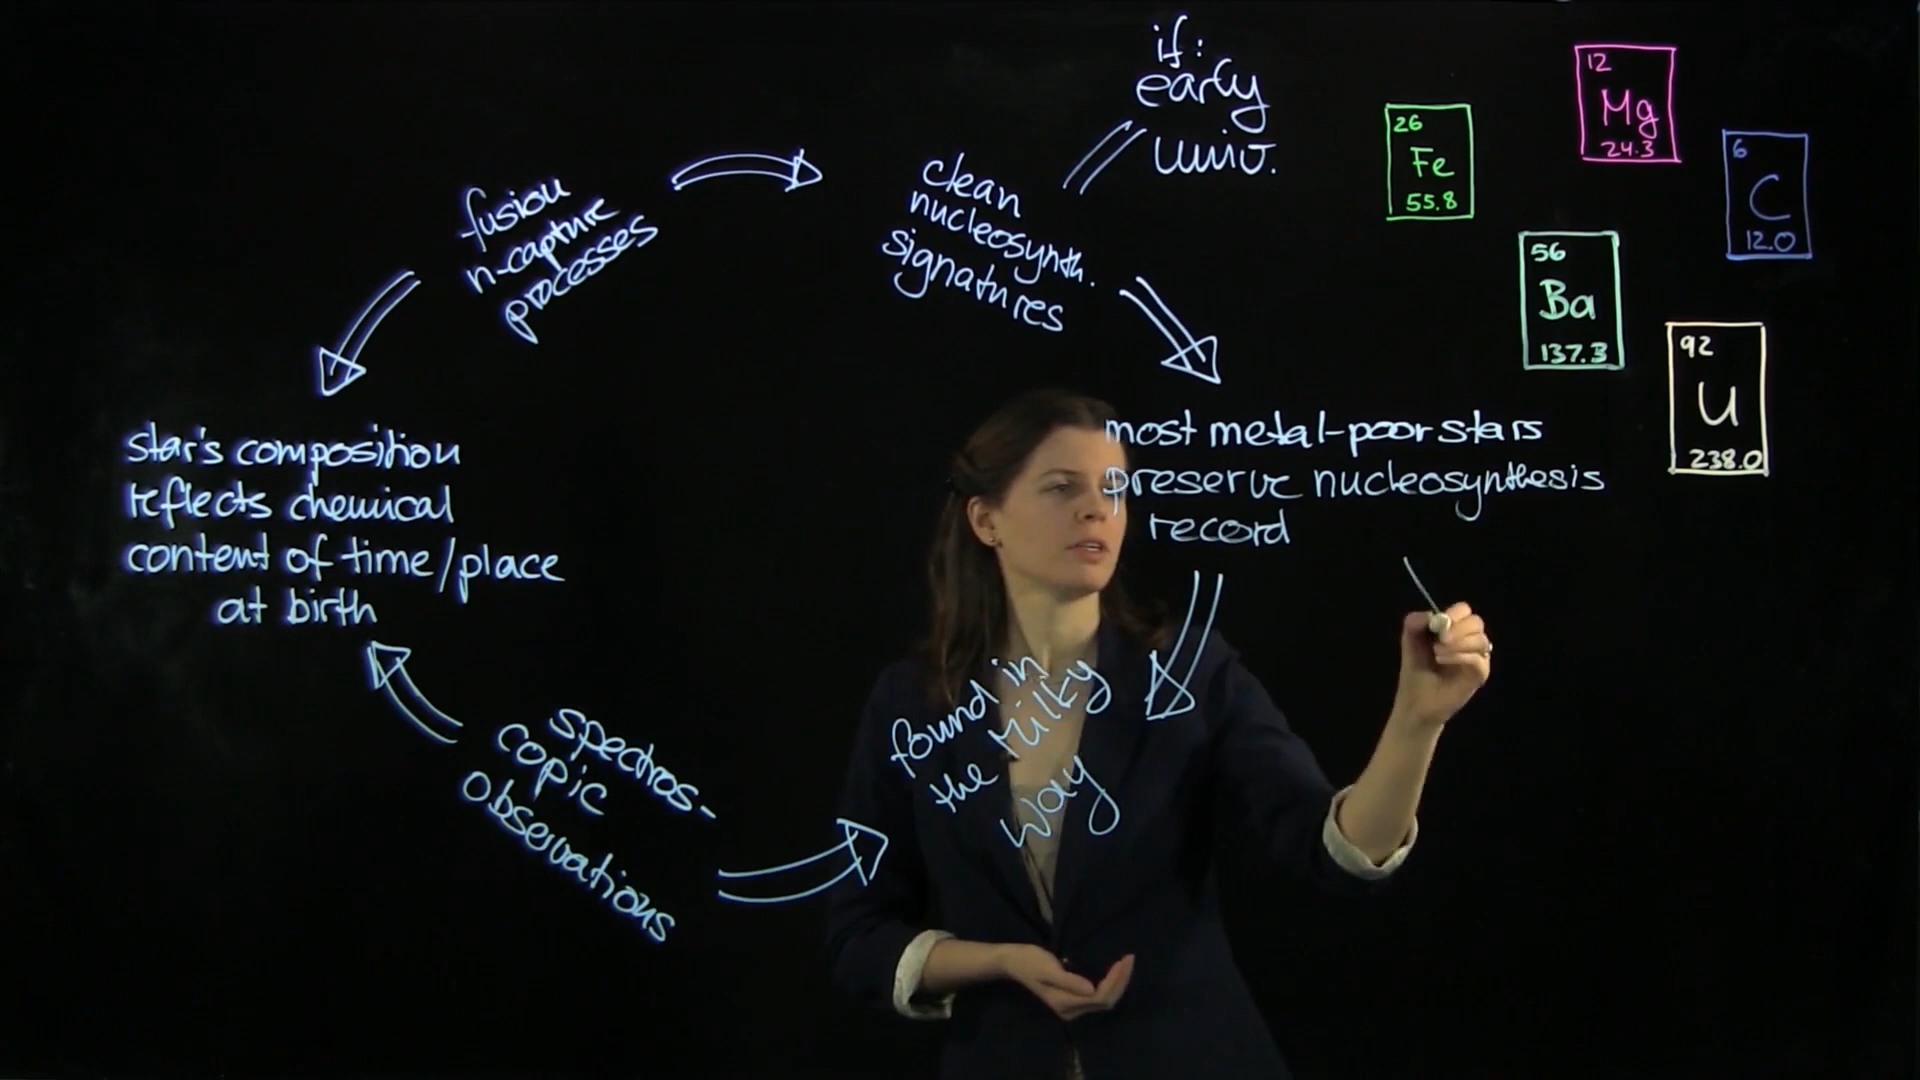 if:
early
univ.
fusion
n-capture
processes
clean
nucleosynth.
signatures
26
Fe
55.8
12
Mg
24.3
6
C
12.0
56
Ba
137.3
92
U
238.0
star's composition
reflects chemical
content of time/place
at birth
most metal-poor stars
preserve nucleosynthesis
record
spectros-
copic
observations
found in
the Milky
Way